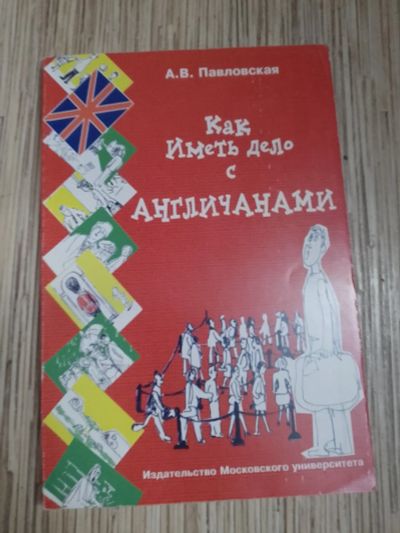 А.В. Павловская
Как
Иметь дело
с
АНГЛИЧАНАМИ
Издательство Московского университета